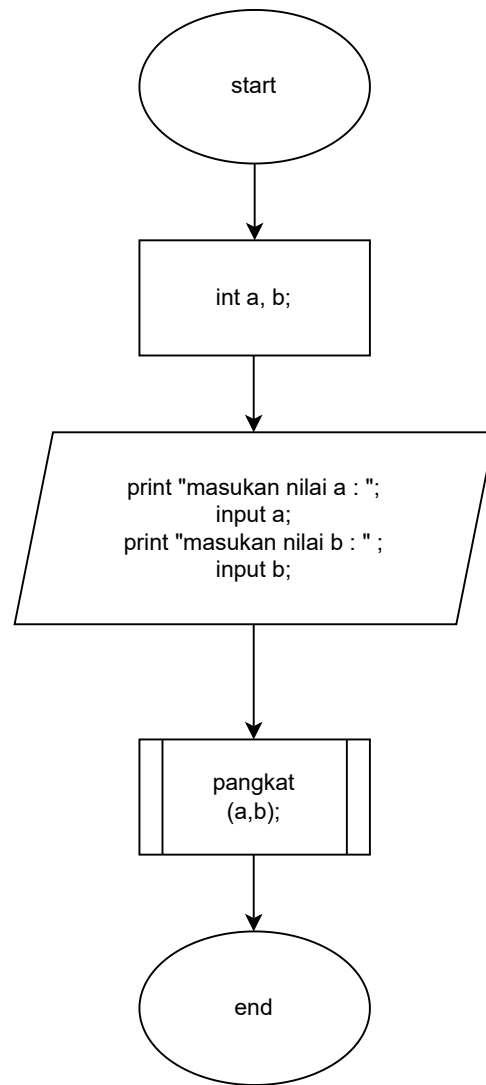 start
int a, b;
print "masukan nilai a : ";
input a;
print "masukan nilai b : " ;
input b;
pangkat
(a,b);
end